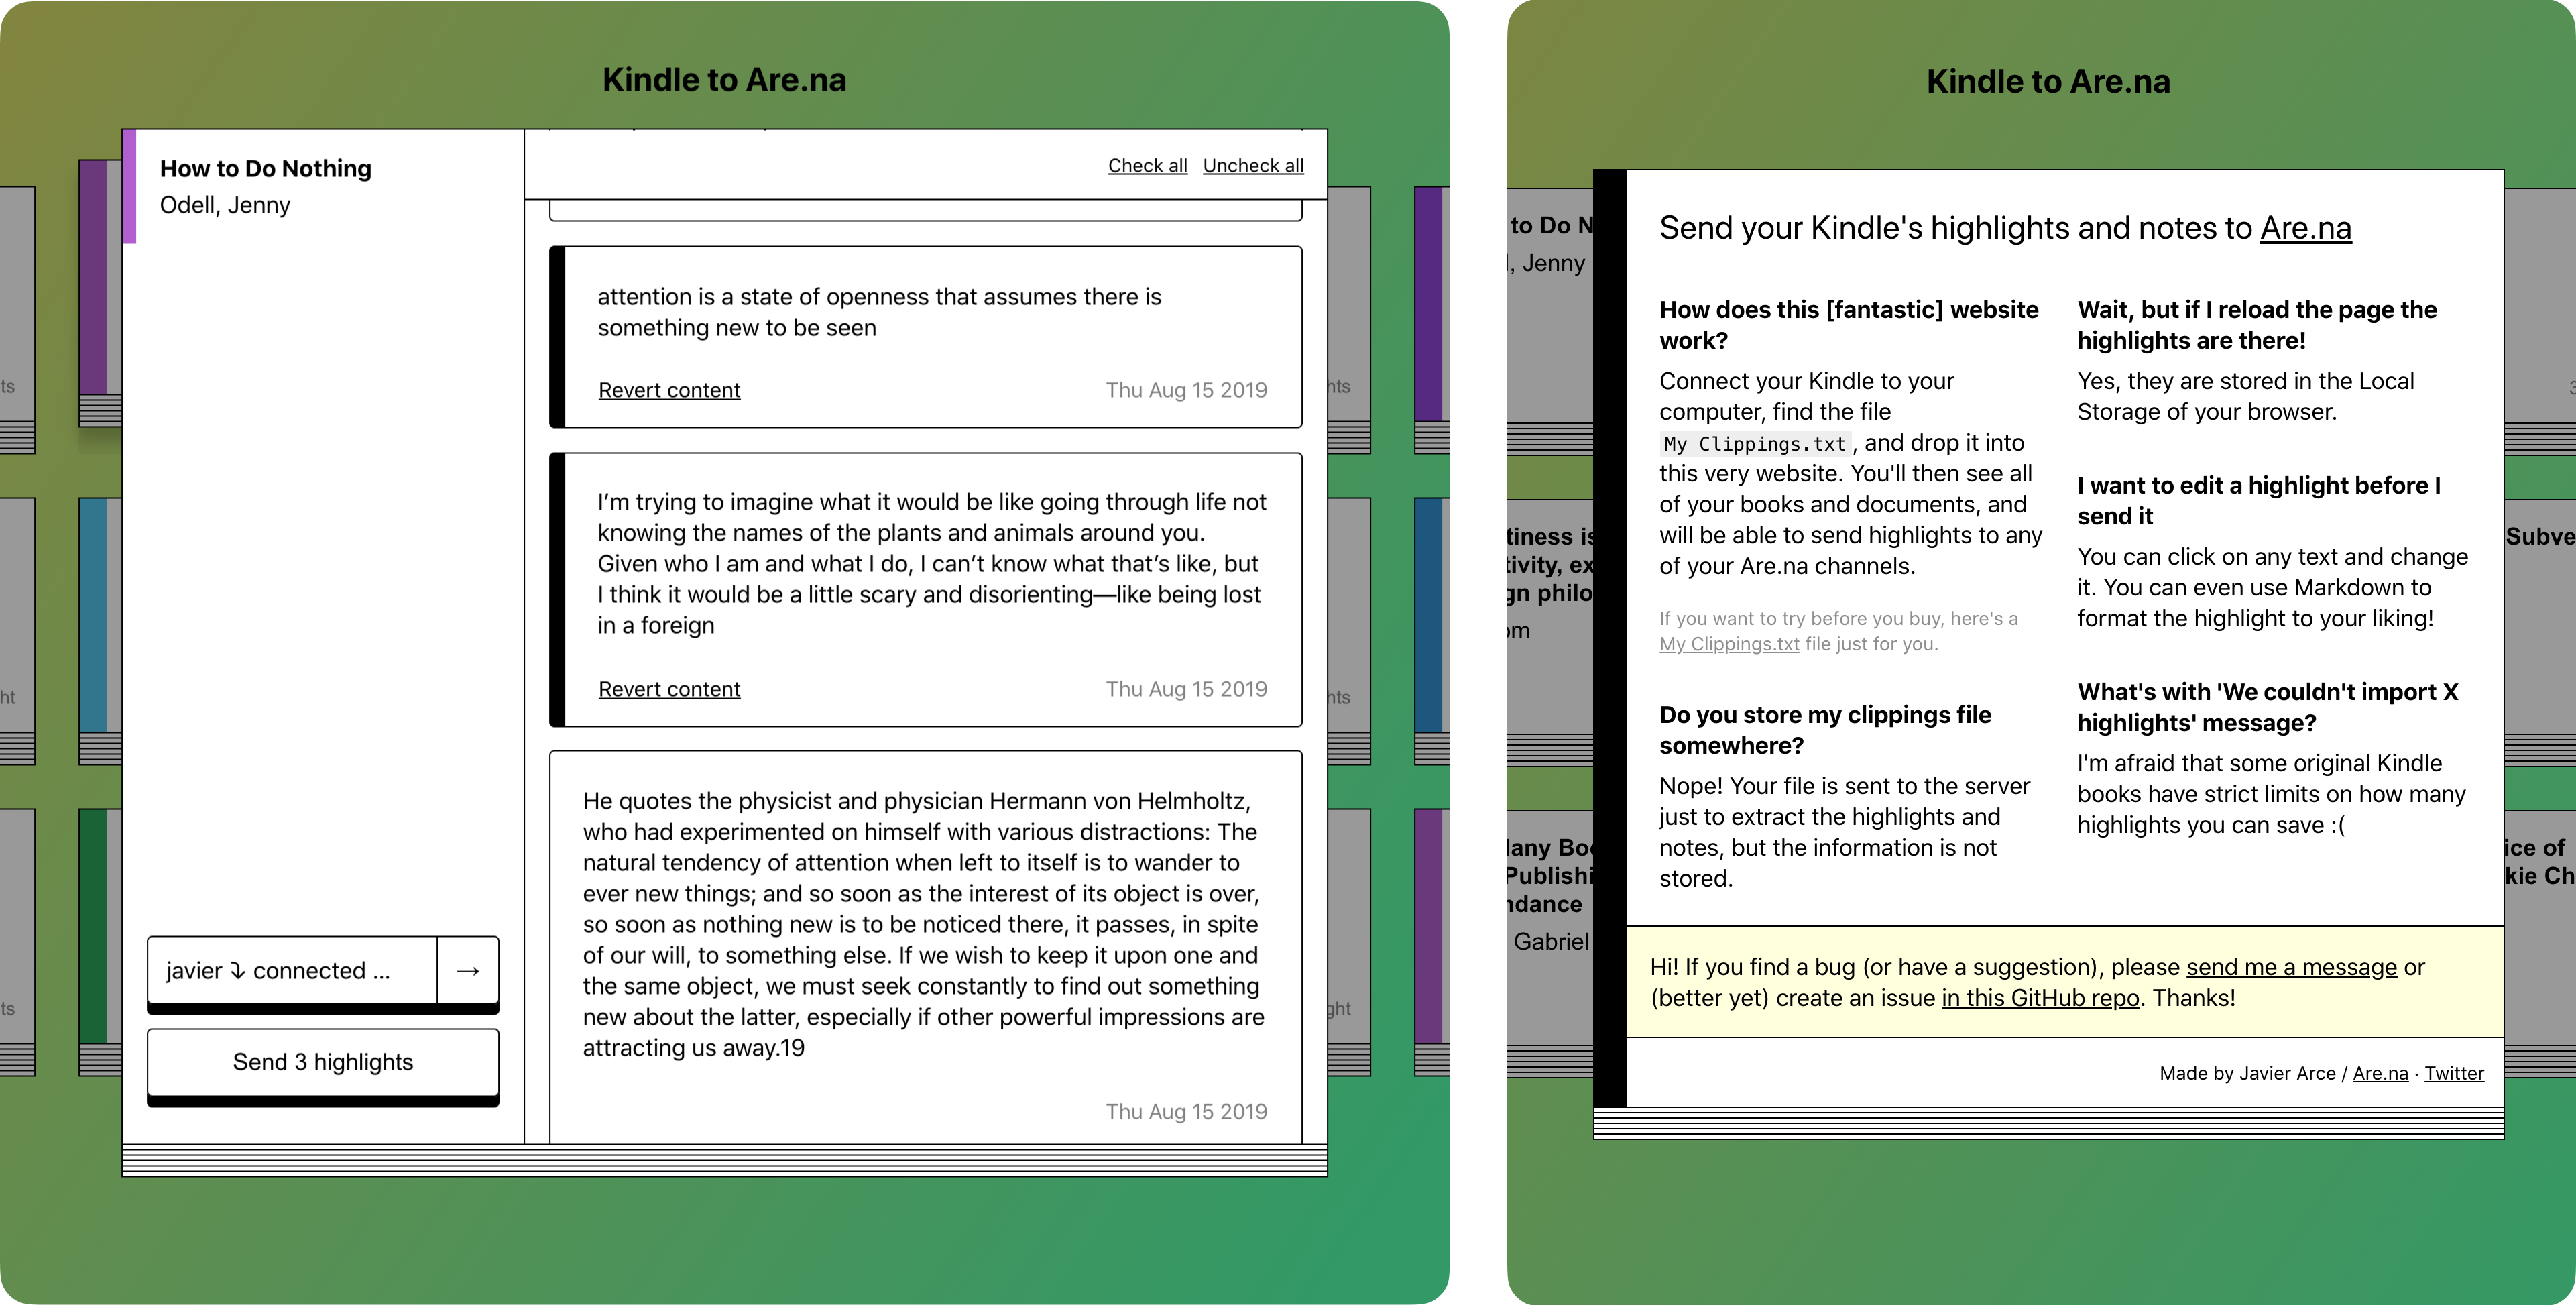 Kindle to Are.na
How to Do Nothing
Odell, Jenny
Check all Uncheck all
attention is a state of openness that assumes there is
something new to be seen
Revert content Thu Aug 15 2019
I’m trying to imagine what it would be like going through life not
knowing the names of the plants and animals around you.
Given who I am and what I do, I can’t know what that’s like, but
I think it would be a little scary and disorienting—like being lost
in a foreign
Revert content Thu Aug 15 2019
He quotes the physicist and physician Hermann von Helmholtz,
who had experimented on himself with various distractions: The
natural tendency of attention when left to itself is to wander to
ever new things; and so soon as the interest of its object is over,
so soon as nothing new is to be noticed there, it passes, in spite
of our will, to something else. If we wish to keep it upon one and
the same object, we must seek constantly to find out something
new about the latter, especially if other powerful impressions are
attracting us away.19
Thu Aug 15 2019
javier ⤵ connected ... →
Send 3 highlights
Kindle to Are.na
to Do N
, Jenny
Gabriel
Subve
ice of
kie Ch
Send your Kindle's highlights and notes to Are.na
How does this [fantastic] website
work?
Connect your Kindle to your
computer, find the file
My Clippings.txt, and drop it into
this very website. You'll then see all
of your books and documents, and
will be able to send highlights to any
of your Are.na channels.
If you want to try before you buy, here's a
My Clippings.txt file just for you.
Do you store my clippings file
somewhere?
Nope! Your file is sent to the server
just to extract the highlights and
notes, but the information is not
stored.
Wait, but if I reload the page the
highlights are there!
Yes, they are stored in the Local
Storage of your browser.
I want to edit a highlight before I
send it
You can click on any text and change
it. You can even use Markdown to
format the highlight to your liking!
What's with 'We couldn't import X
highlights' message?
I'm afraid that some original Kindle
books have strict limits on how many
highlights you can save :(
Hi! If you find a bug (or have a suggestion), please send me a message or
(better yet) create an issue in this GitHub repo. Thanks!
Made by Javier Arce / Are.na · Twitter